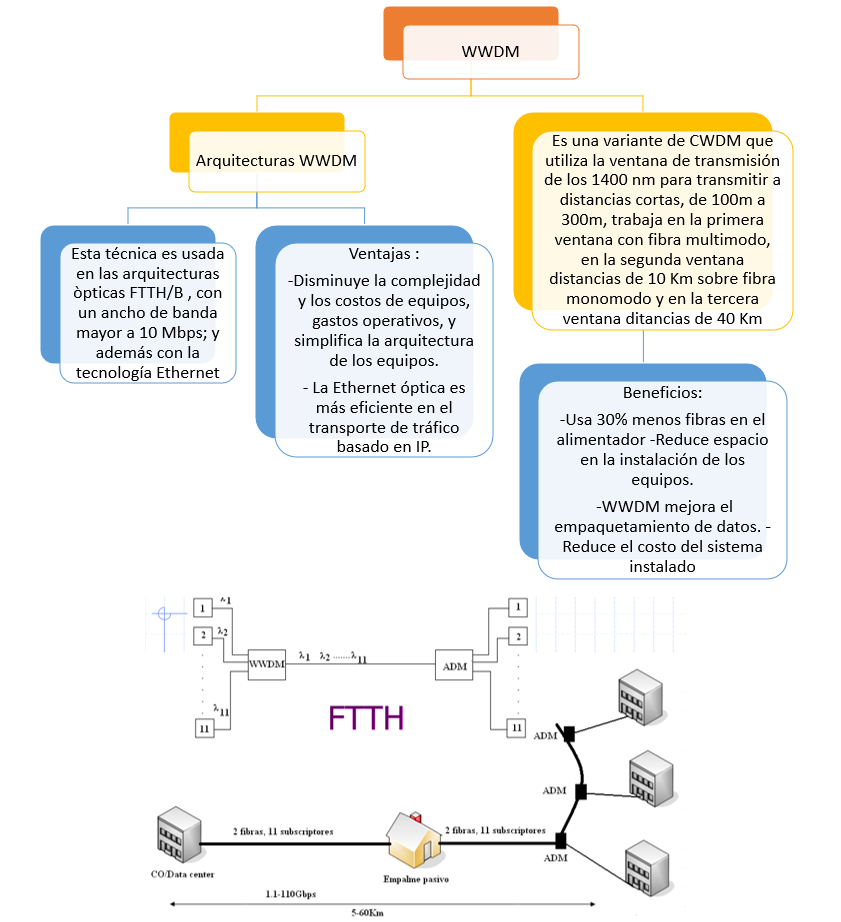 WWDM
Arquitecturas WWDM
Es una variante de CWDM que
utiliza la ventana de transmisión
de los 1400 nm para transmitir a
distancias cortas, de 100m a
300m, trabaja en la primera
ventana con fibra multimodo,
en la segunda ventana
distancias de 10 Km sobre fibra
monomodo y en la tercera
ventana ditancias de 40 Km
Esta técnica es usada
en las arquitecturas
òpticas FTTH/B , con
un ancho de banda
mayor a 10 Mbps; y
además con la
tecnología Ethernet
Ventajas :
-Disminuye la complejidad
y los costos de equipos,
gastos operativos, y
simplifica la arquitectura
de los equipos.
- La Ethernet óptica es
más eficiente en el
transporte de tráfico
basado en IP.
Beneficios:
-Usa 30% menos fibras en el
alimentador -Reduce espacio
en la instalación de los
equipos.
-WWDM mejora el
empaquetamiento de datos. -
Reduce el costo del sistema
instalado
1 λ1
2 λ2
λ11
11
WWDM
λ1 λ2 ........λ11
ADM
1
2
11
FTTH
ADM
ADM
ADM
2 fibras, 11 subscriptores
2 fibras, 11 subscriptores
CO/Data center
Empalme pasivo
1.1-110Gbps
5-60Km